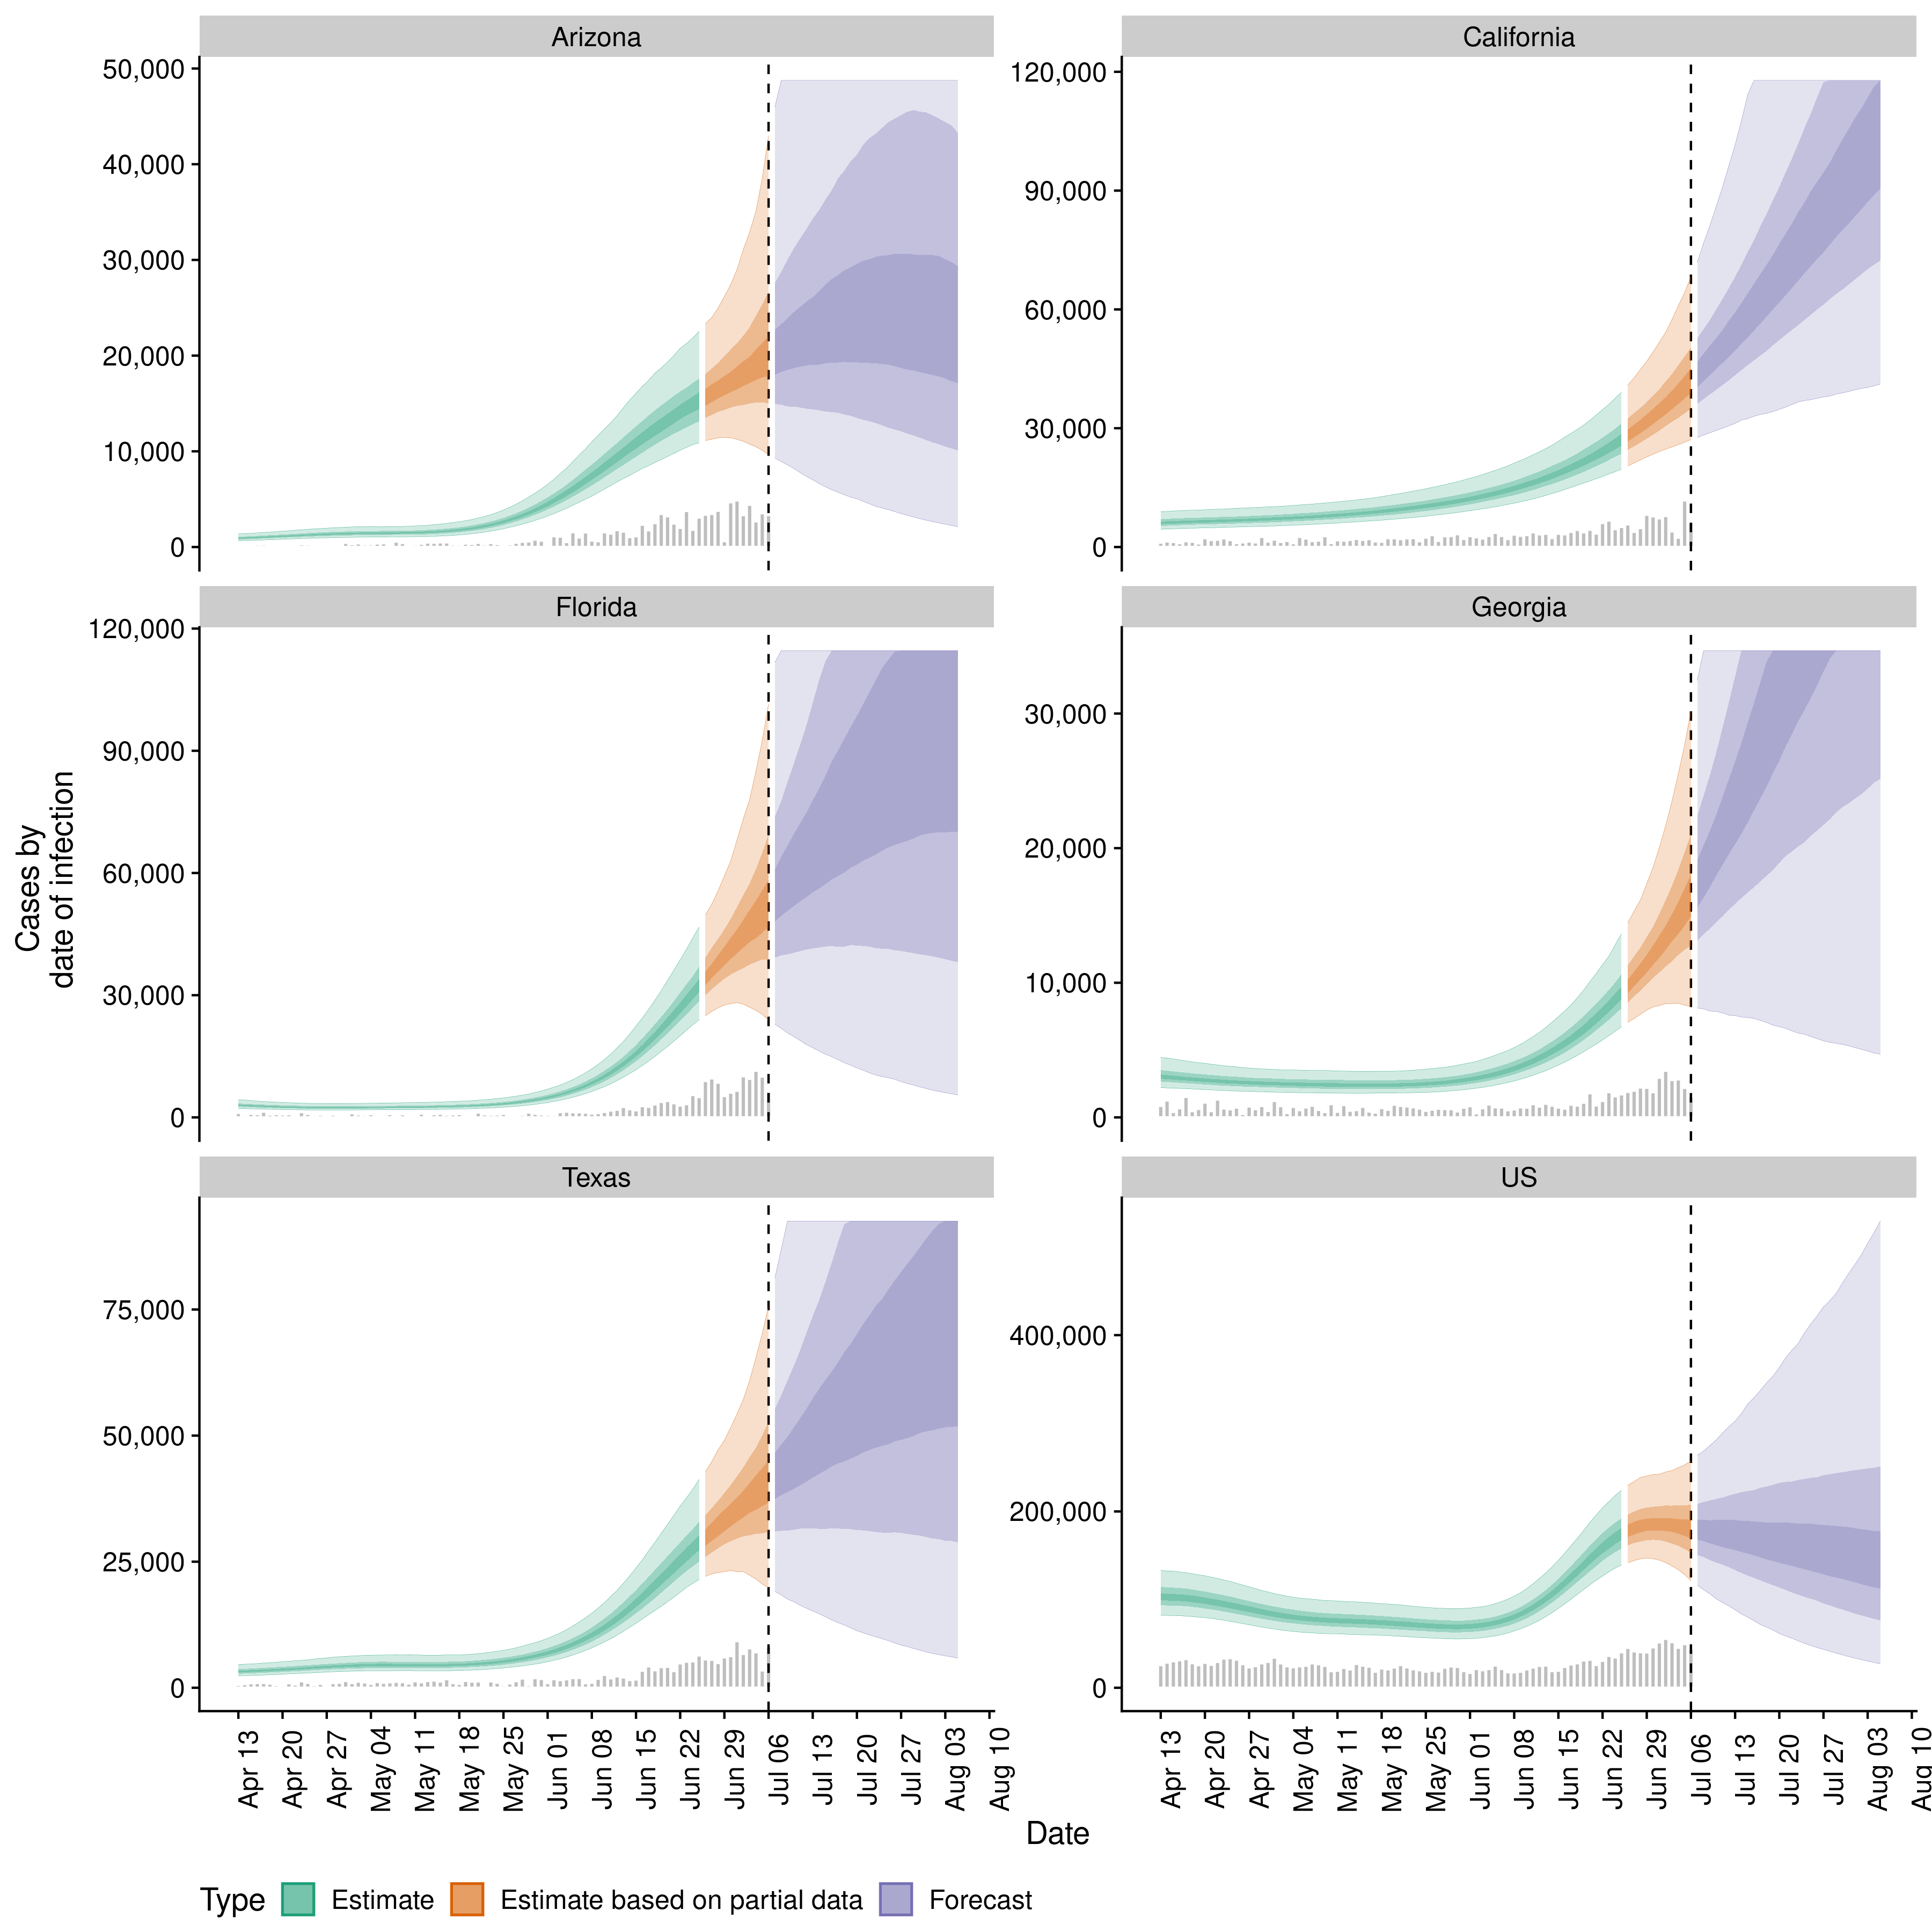 Arizona
California
50,000
40,000
30,000
20,000
10,000
0
120,000
90,000
60,000
30,000
0
Florida
Georgia
120,000
90,000
60,000
30,000
0
30,000
20,000
10,000
0
Cases by
date of infection
Texas
US
75,000
50,000
25,000
0
400,000
200,000
0
Apr 13
Apr 20
Apr 27
May 04
May 11
May 18
May 25
Jun 01
Jun 08
Jun 15
Jun 22
Jun 29
Jul 06
Jul 13
Jul 20
Jul 27
Aug 03
Aug 10
Apr 13
Apr 20
Apr 27
May 04
May 11
May 18
May 25
Jun 01
Jun 08
Jun 15
Jun 22
Jun 29
Jul 06
Jul 13
Jul 20
Jul 27
Aug 03
Aug 10
Date
Type Estimate Estimate based on partial data Forecast